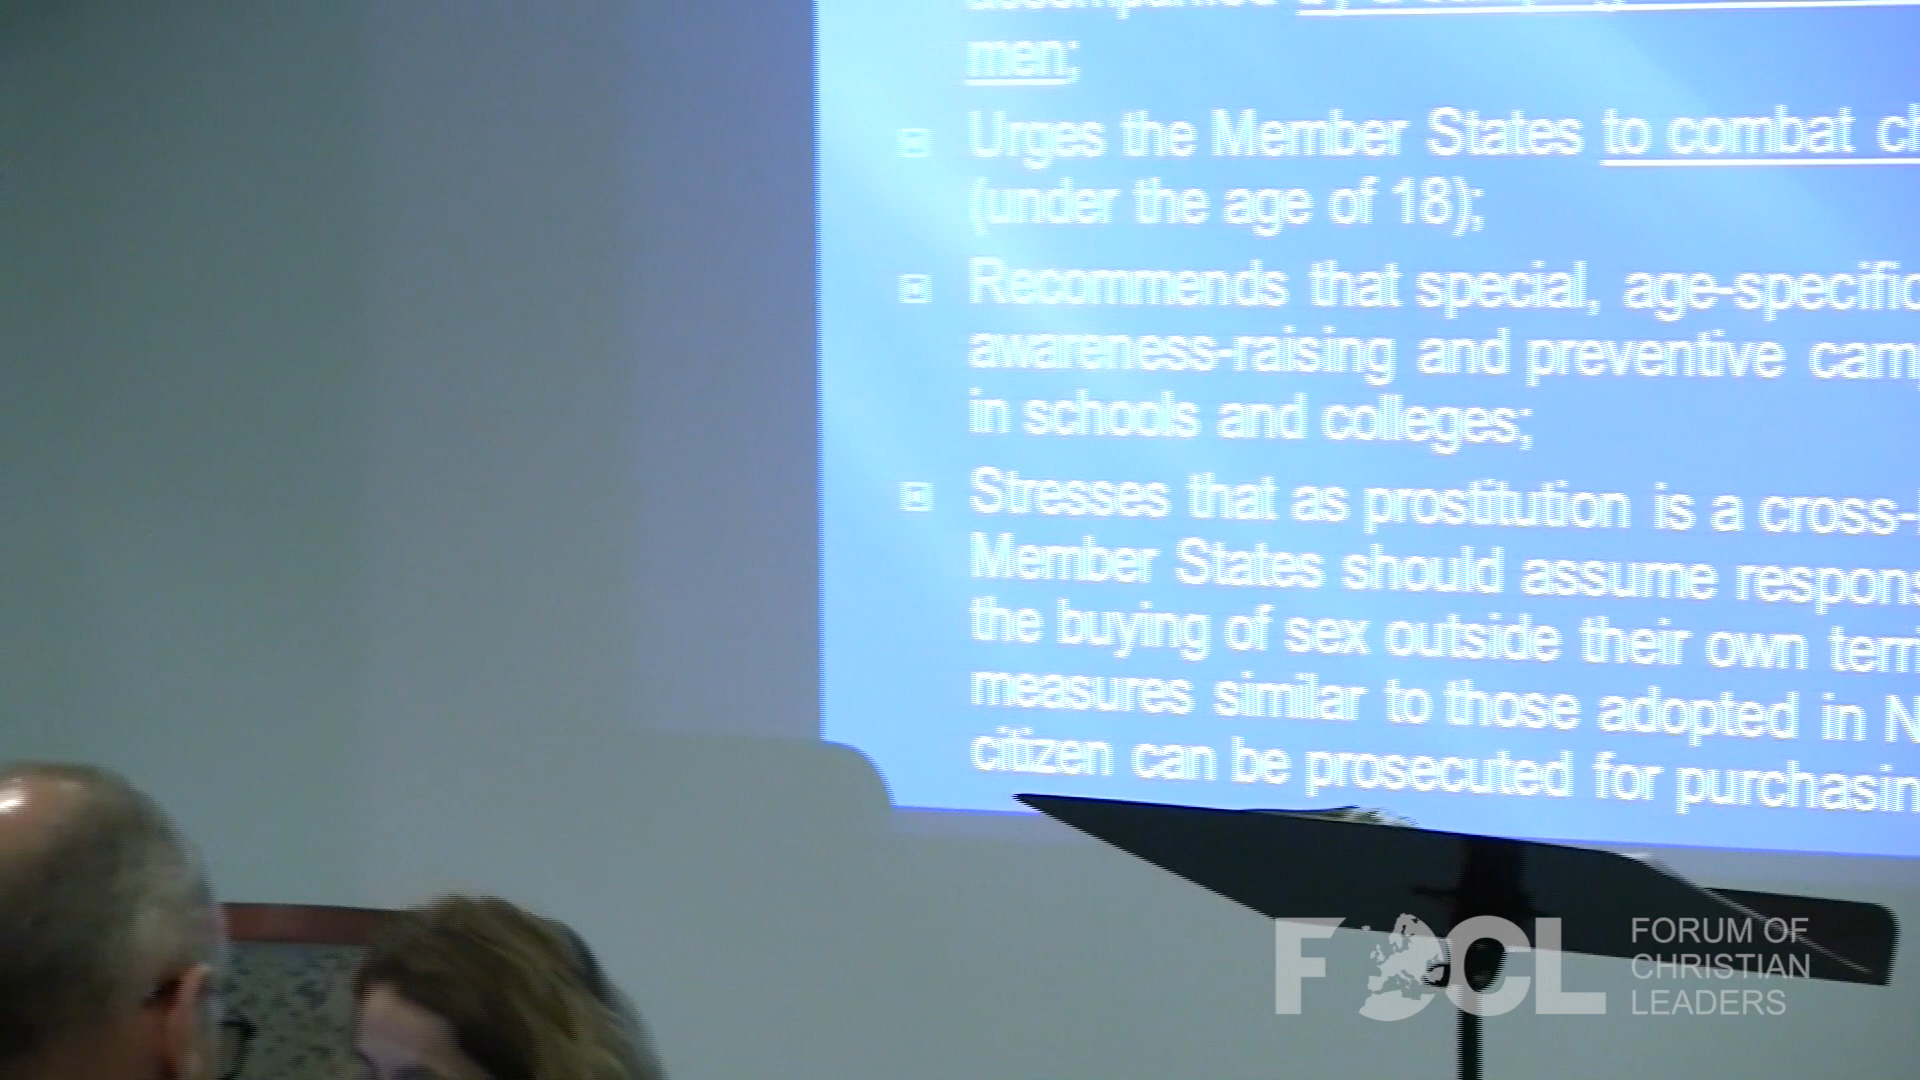 men;
Urges the Member States to combat
(under the age of 18);
Recommends that special, age-specific
awareness-raising and preventive
in schools and colleges;
Stresses that as prostitution is a cross-
Member States should assume
the buying of sex outside their own
measures similar to those adopted in
citizen can be prosecuted for
FOCL
FORUM OF
CHRISTIAN
LEADERS